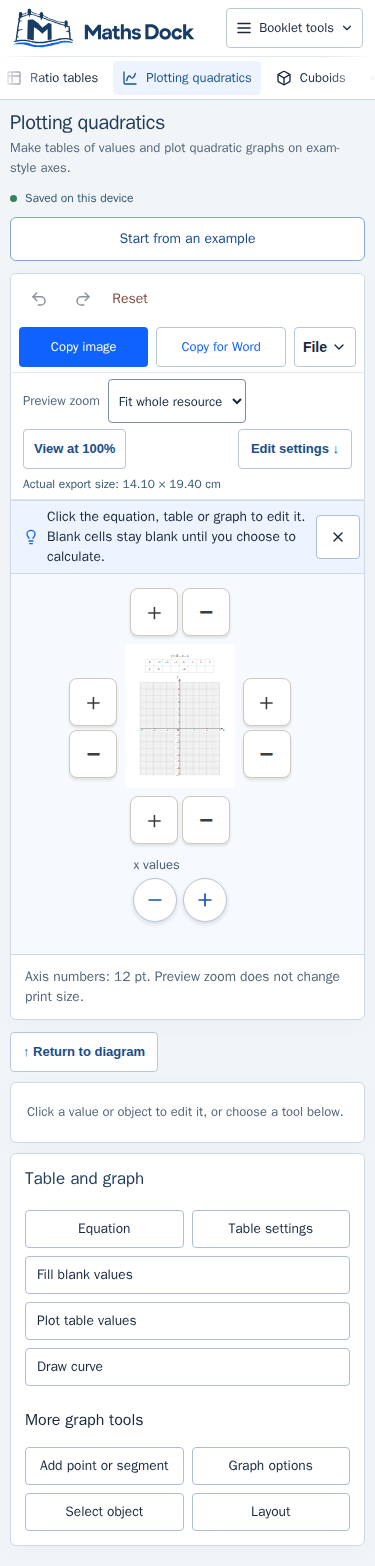 Maths Dock
Booklet tools
Ratio tables
Plotting quadratics
Cuboids
Plotting quadratics
Make tables of values and plot quadratic graphs on exam-
style axes.
Saved on this device
Start from an example
Reset
Copy image
Copy for Word
File
Preview zoom
Fit whole resource
View at 100%
Edit settings ↓
Actual export size: 14.10 × 19.40 cm
Click the equation, table or graph to edit it.
Blank cells stay blank until you choose to
calculate.
x values
Axis numbers: 12 pt. Preview zoom does not change
print size.
↑ Return to diagram
Click a value or object to edit it, or choose a tool below.
Table and graph
Equation
Table settings
Fill blank values
Plot table values
Draw curve
More graph tools
Add point or segment
Graph options
Select object
Layout